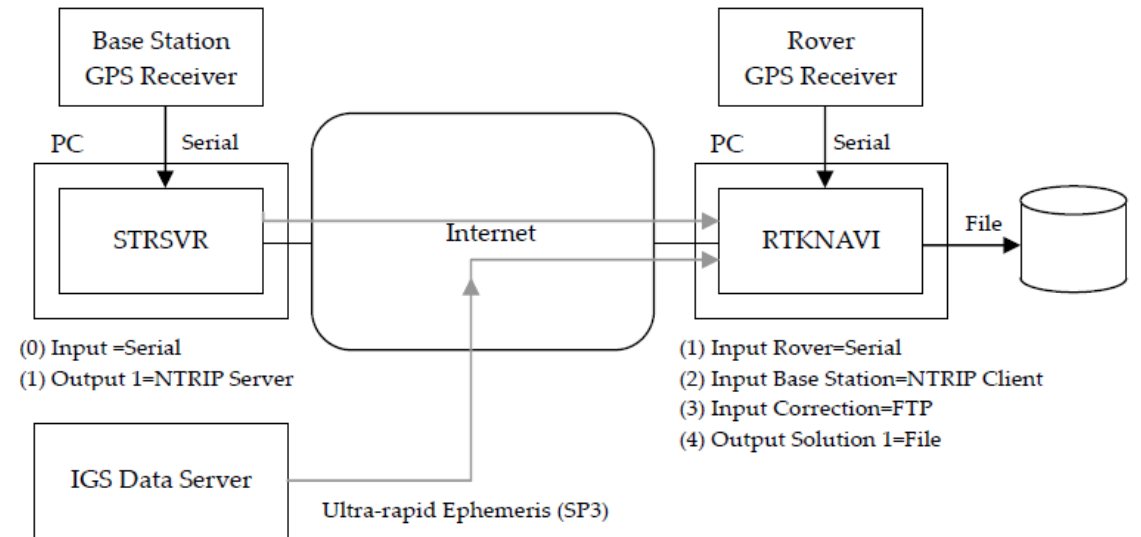 Base Station
GPS Receiver
Rover
GPS Receiver
PC
Serial
PC
Serial
STRSVR
Internet
RTKNAVI
File
(0) Input =Serial
(1) Output 1=NTRIP Server
(1) Input Rover=Serial
(2) Input Base Station=NTRIP Client
(3) Input Correction=FTP
(4) Output Solution 1=File
IGS Data Server
Ultra-rapid Ephemeris (SP3)